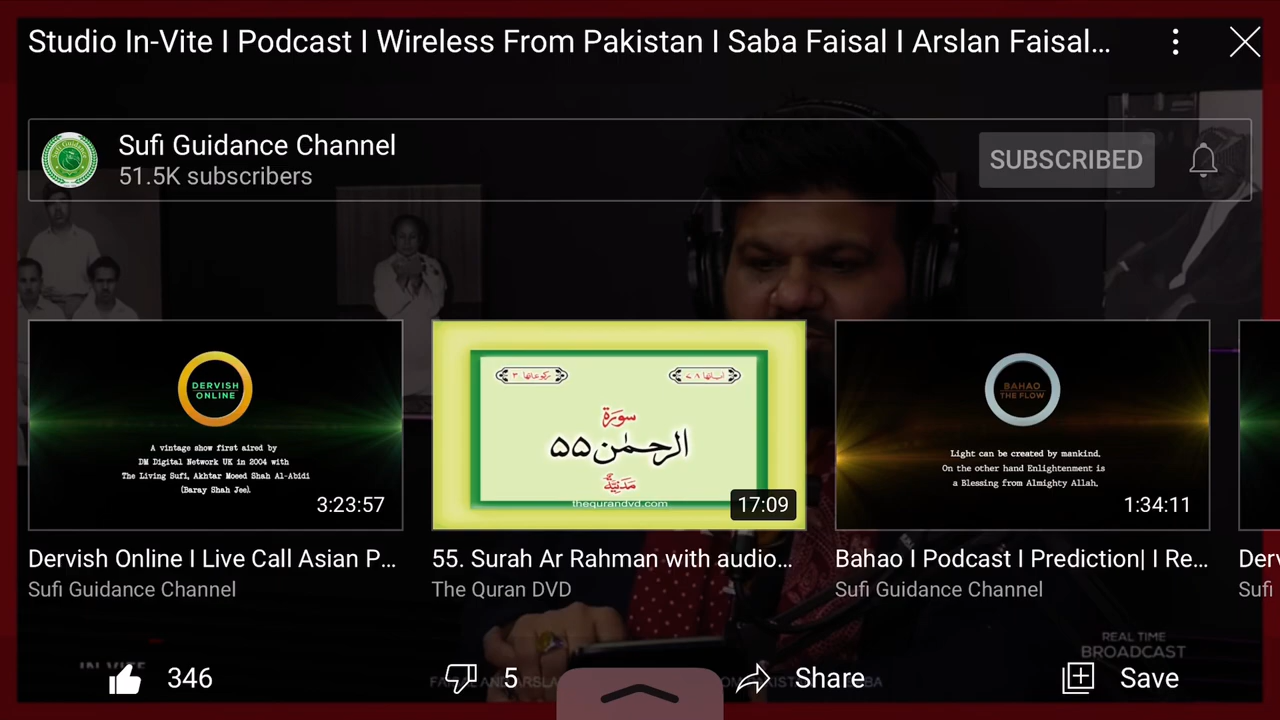 Studio In-Vite I Podcast I Wireless From Pakistan I Saba Faisal I Arslan Faisal...
Sufi Guidance Channel
51.5K subscribers
SUBSCRIBED
DERVISH
ONLINE
A vintage show first aired by
DM Digital Network UK in 2004 with
The Living Sufi, Akhtar Moeed Shah Al-Abidi
(Baray Shah Jee).
3:23:57
سورة
الرحمٰن ۵۵
مدنية
thequrandvd.com
17:09
BAHAO
THE FLOW
Light can be created by mankind,
On the other hand Enlightenment is
a Blessing from Almighty Allah.
1:34:11
Dervish Online I Live Call Asian P...
Sufi Guidance Channel
55. Surah Ar Rahman with audio...
The Quran DVD
Bahao I Podcast I Prediction| I Re...
Sufi Guidance Channel
Derv
Sufi
REAL TIME
BROADCAST
346
5
Share
Save